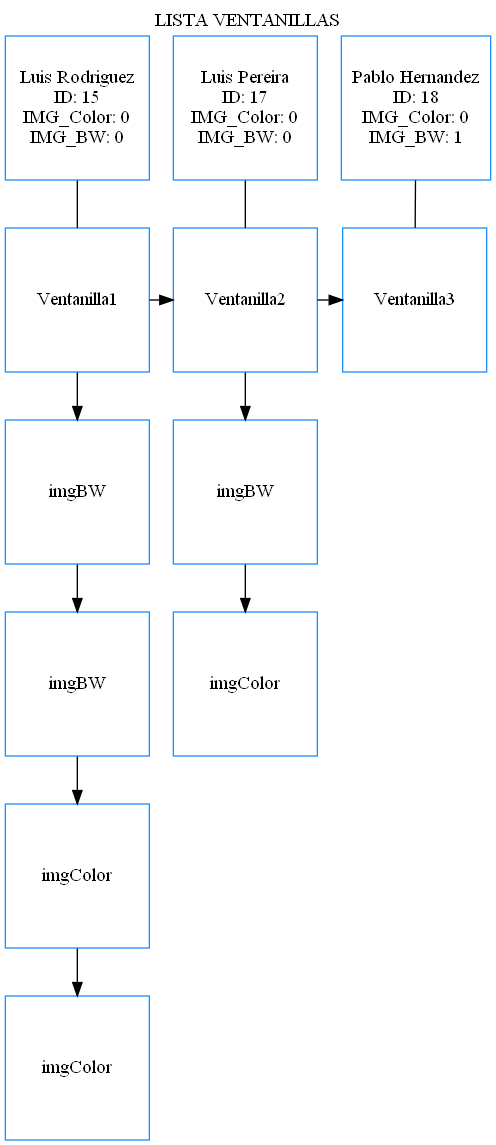 LISTA VENTANILLAS
Luis Rodriguez
ID: 15
IMG_Color: 0
IMG_BW: 0
Luis Pereira
ID: 17
IMG_Color: 0
IMG_BW: 0
Pablo Hernandez
ID: 18
IMG_Color: 0
IMG_BW: 1
Ventanilla1
Ventanilla2
Ventanilla3
imgBW
imgBW
imgBW
imgColor
imgColor
imgColor